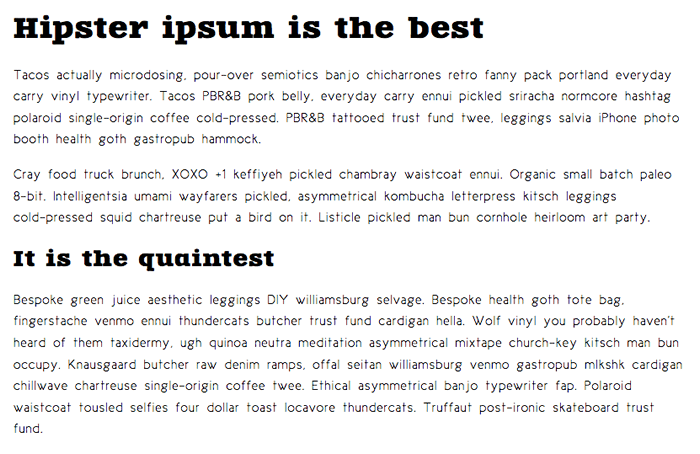 Hipster ipsum is the best
Tacos actually microdosing, pour-over semiotics banjo chicharrones retro fanny pack portland everyday
carry vinyl typewriter. Tacos PBR&B pork belly, everyday carry ennui pickled sriracha normcore hashtag
polaroid single-origin coffee cold-pressed. PBR&B tattooed trust fund twee, leggings salvia iPhone photo
booth health goth gastropub hammock.
Cray food truck brunch, XOXO +1 keffiyeh pickled chambray waistcoat ennui. Organic small batch paleo
8-bit. Intelligentsia umami wayfarers pickled, asymmetrical kombucha letterpress kitsch leggings
cold-pressed squid chartreuse put a bird on it. Listicle pickled man bun cornhole heirloom art party.
It is the quaintest
Bespoke green juice aesthetic leggings DIY williamsburg selvage. Bespoke health goth tote bag,
fingerstache venmo ennui thundercats butcher trust fund cardigan hella. Wolf vinyl you probably haven't
heard of them taxidermy, ugh quinoa neutra meditation asymmetrical mixtape church-key kitsch man bun
occupy. Knausgaard butcher raw denim ramps, offal seitan williamsburg venmo gastropub mlkshk cardigan
chillwave chartreuse single-origin coffee twee. Ethical asymmetrical banjo typewriter fap. Polaroid
waistcoat tousled selfies four dollar toast locavore thundercats. Truffaut post-ironic skateboard trust
fund.